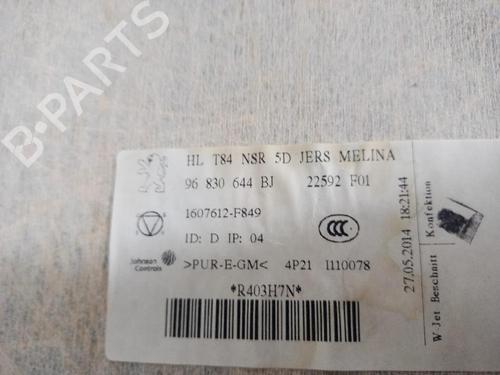 B-PARTS
HL T84 NSR 5D JERS MELINA
96 830 644 BJ 22592 F01
1607612-F849
CCC
ID: D IP: 04
Johnson Controls
>PUR-E-GM< 4P21 1110078
*R403H7N*
27.05.2014 18:21:44
W-Jet Beschnitt Konfektion